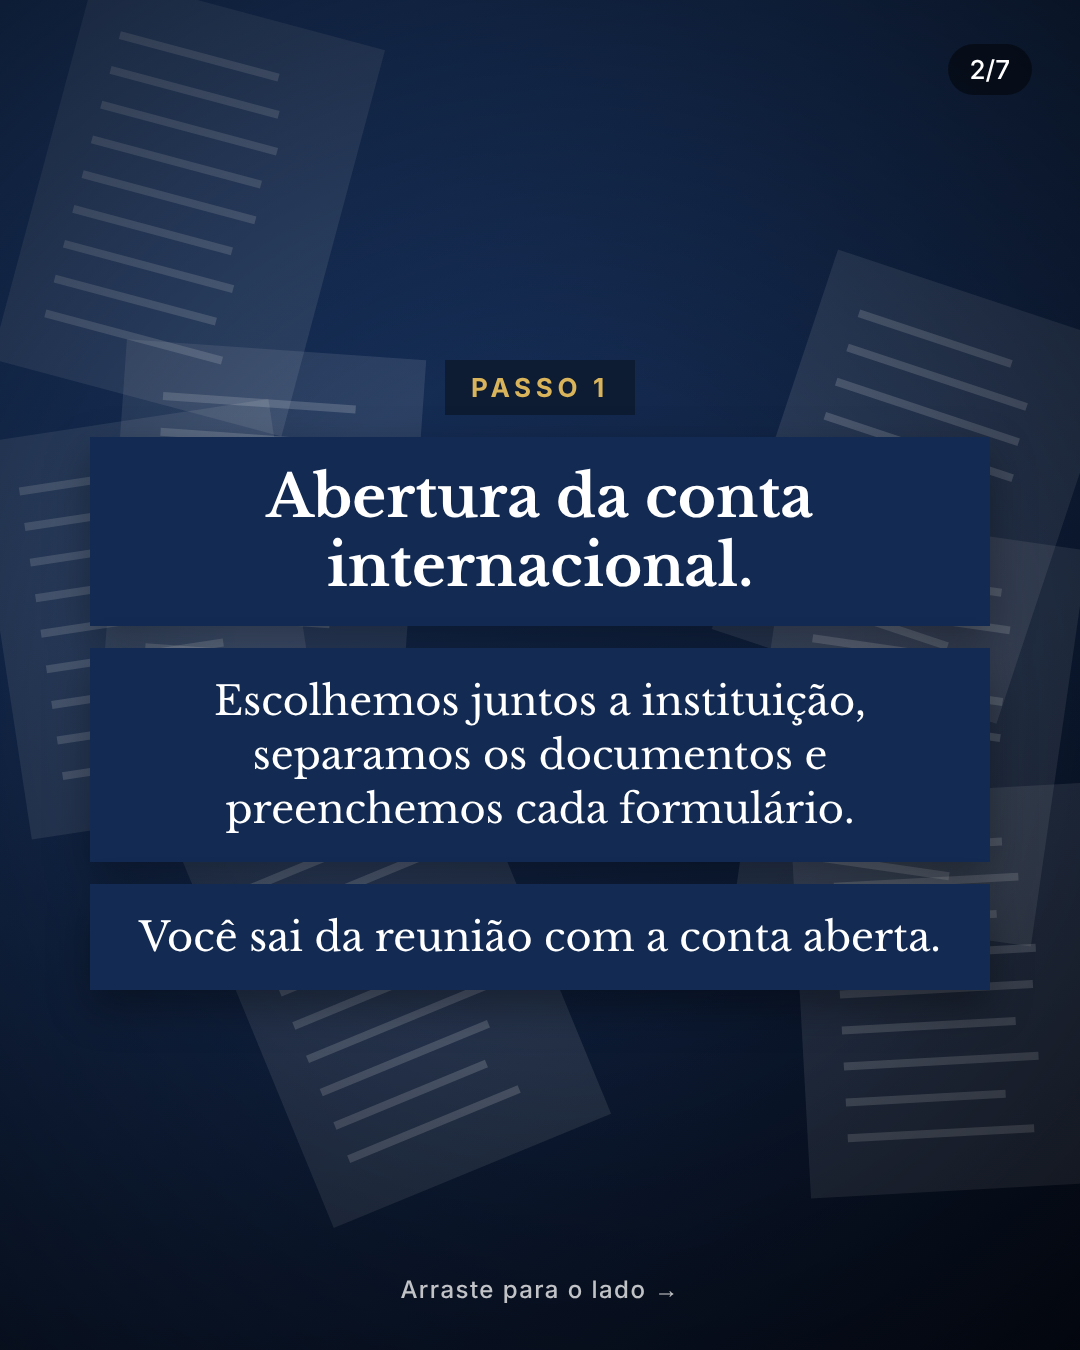 2/7
PASSO 1
Abertura da conta
internacional.
Escolhemos juntos a instituição,
separamos os documentos e
preenchemos cada formulário.
Você sai da reunião com a conta aberta.
Arraste para o lado →